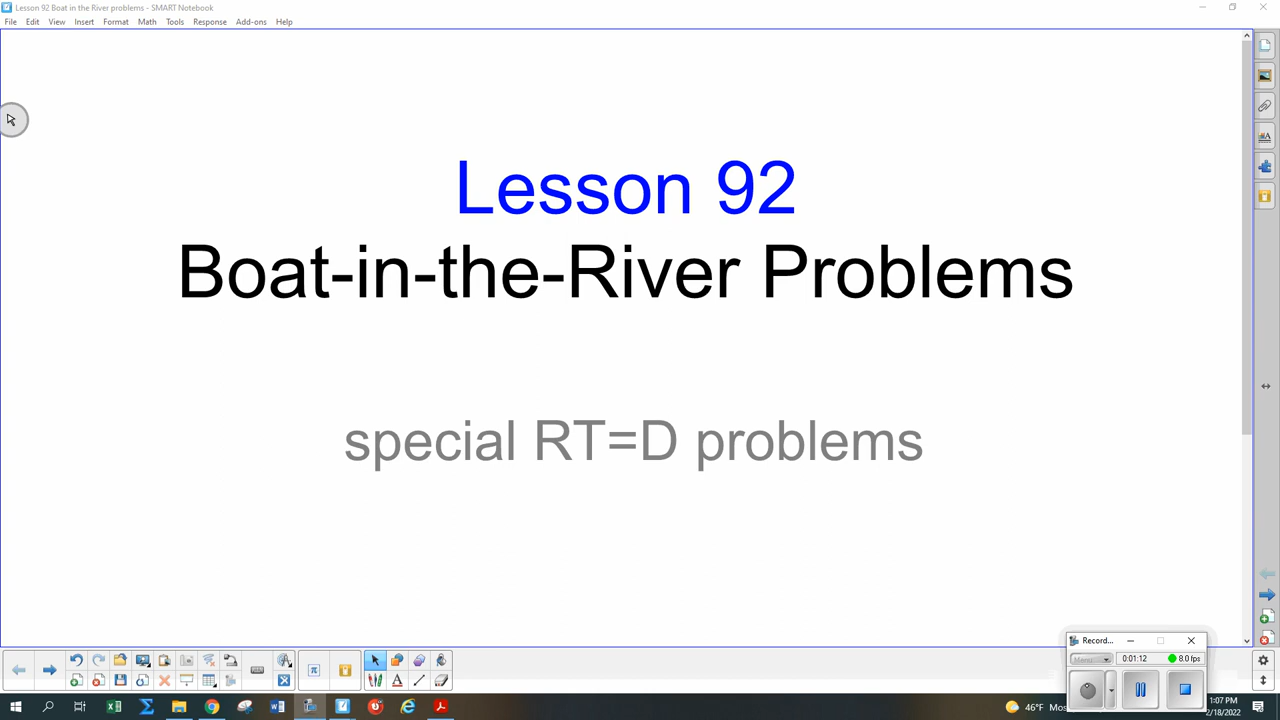 Lesson 92 Boat in the River problems - SMART Notebook
File Edit View Insert Format Math Tools Response Add-ons Help
Lesson 92
Boat-in-the-River Problems
special RT=D problems
Record...
Menu
0:01:12
8.0 fps
46°F
1:07 PM
2/18/2022